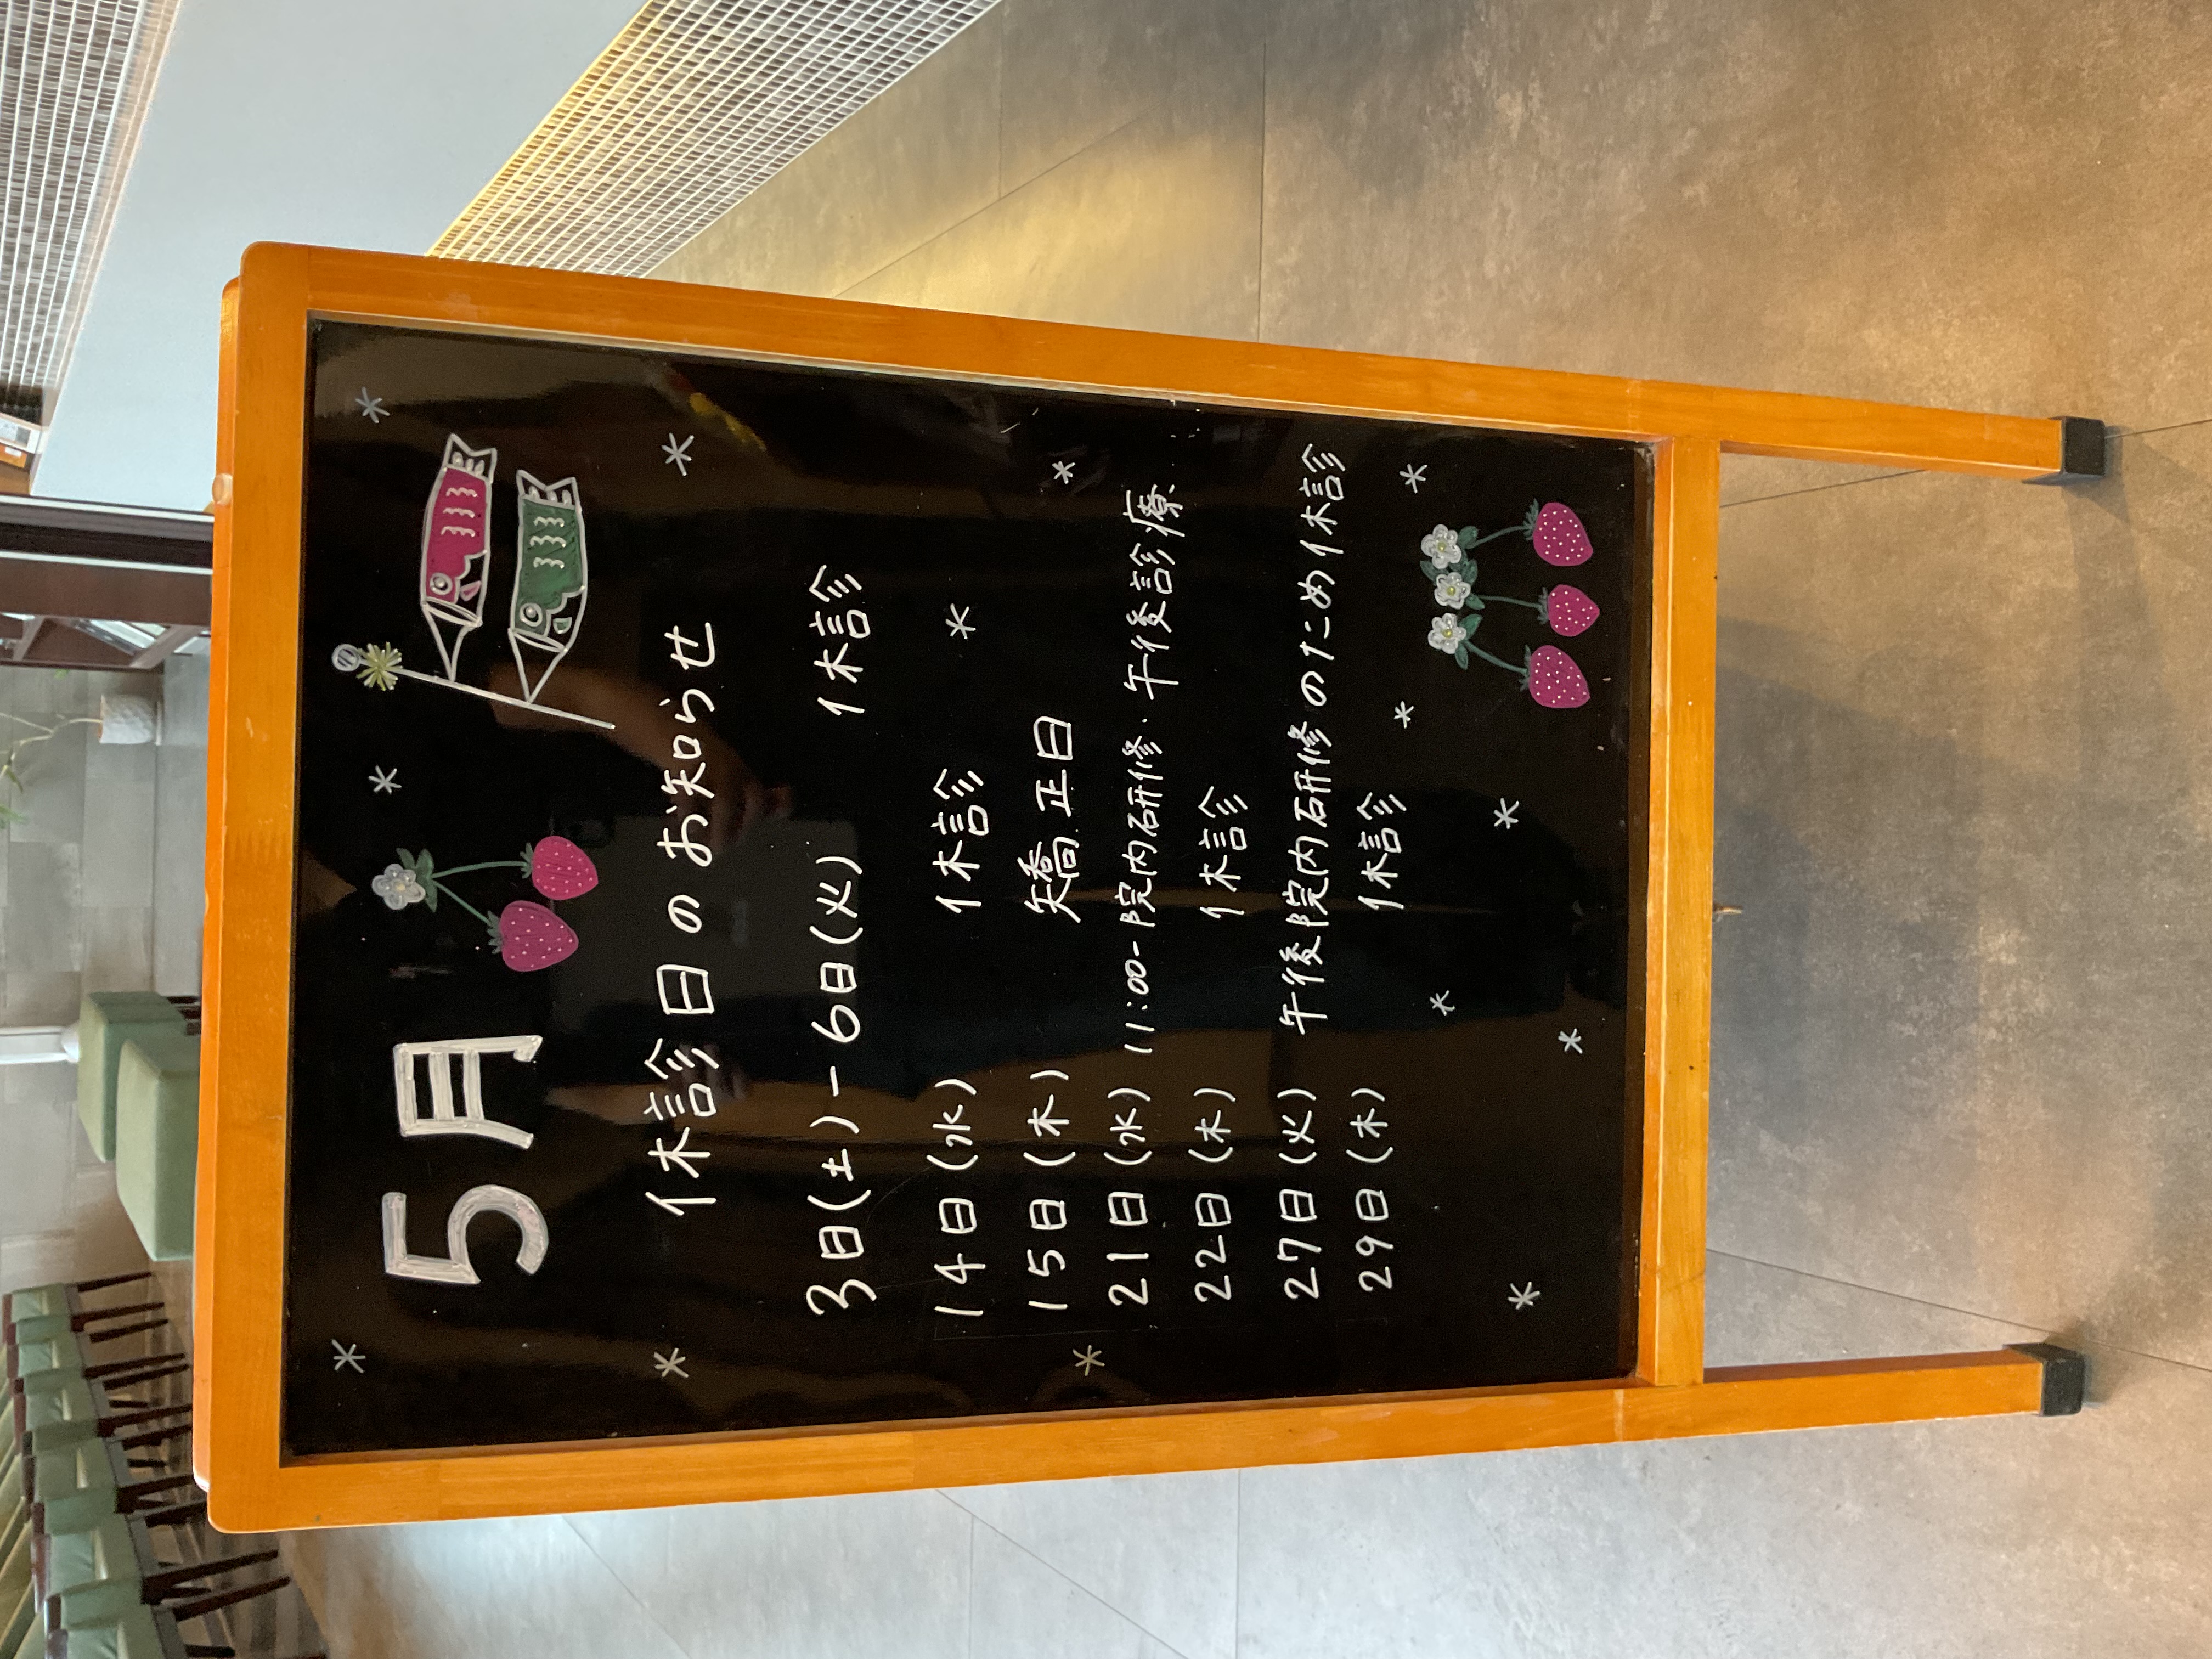 5月
休診日のお知らせ
3日(土)－6日(火) 休診
14日(水) 休診
15日(木) 矯正日
21日(水) 11:00-院内研修・午後診療
22日(木) 休診
27日(火) 午後院内研修のため休診
29日(木) 休診